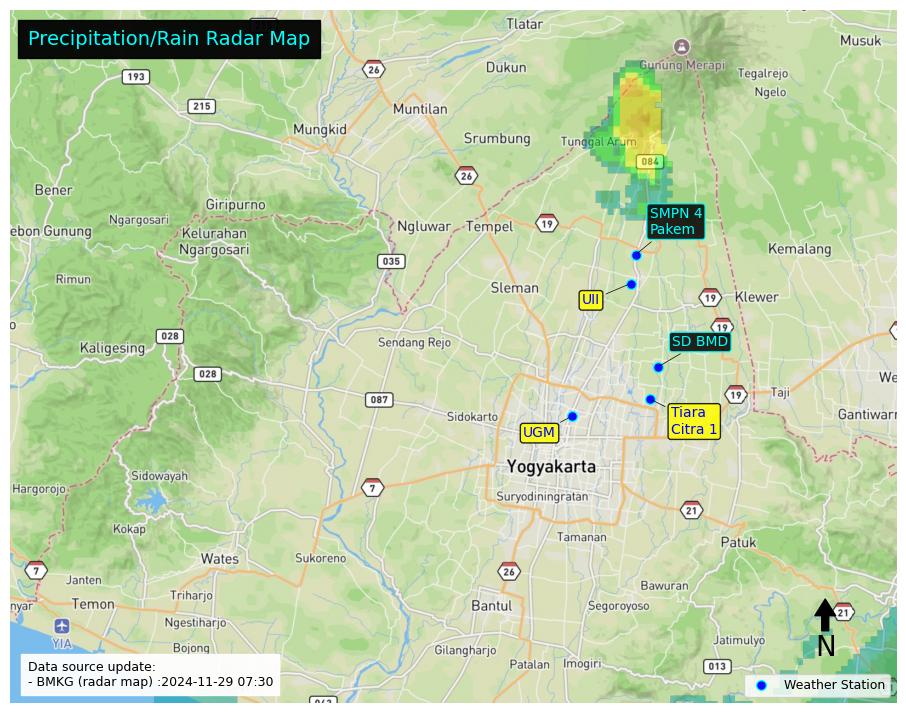 Precipitation/Rain Radar Map
Tlatar
Musuk
Gunung Merapi
Dukun
Tegalrejo
Ngelo
26
193
215
Muntilan
Mungkid
Srumbung
Tunggal Arum
084
26
Bener
Giripurno
Ngargosari
ebon Gunung
Kelurahan
Ngargosari
Ngluwar
Tempel
19
SMPN 4
Pakem
Kemalang
035
Rimun
Sleman
UII
19
Klewer
19
028
Kaligesing
Sendang Rejo
SD BMD
028
087
19
Taji
We
Gantiwarn
Sidokarto
UGM
Tiara
Citra 1
Yogyakarta
Sidowayah
Hargorojo
7
Suryodiningratan
21
Kokap
Tamanan
Patuk
Wates
Sukoreno
7
26
Janten
Triharjo
Bawuran
nyar
Temon
Bantul
Segoroyoso
21
Ngestiharjo
YIA
Bojong
Gilangharjo
Jatimulyo
N
Patalan
Imogiri
013
Data source update:
- BMKG (radar map) :2024-11-29 07:30
Weather Station